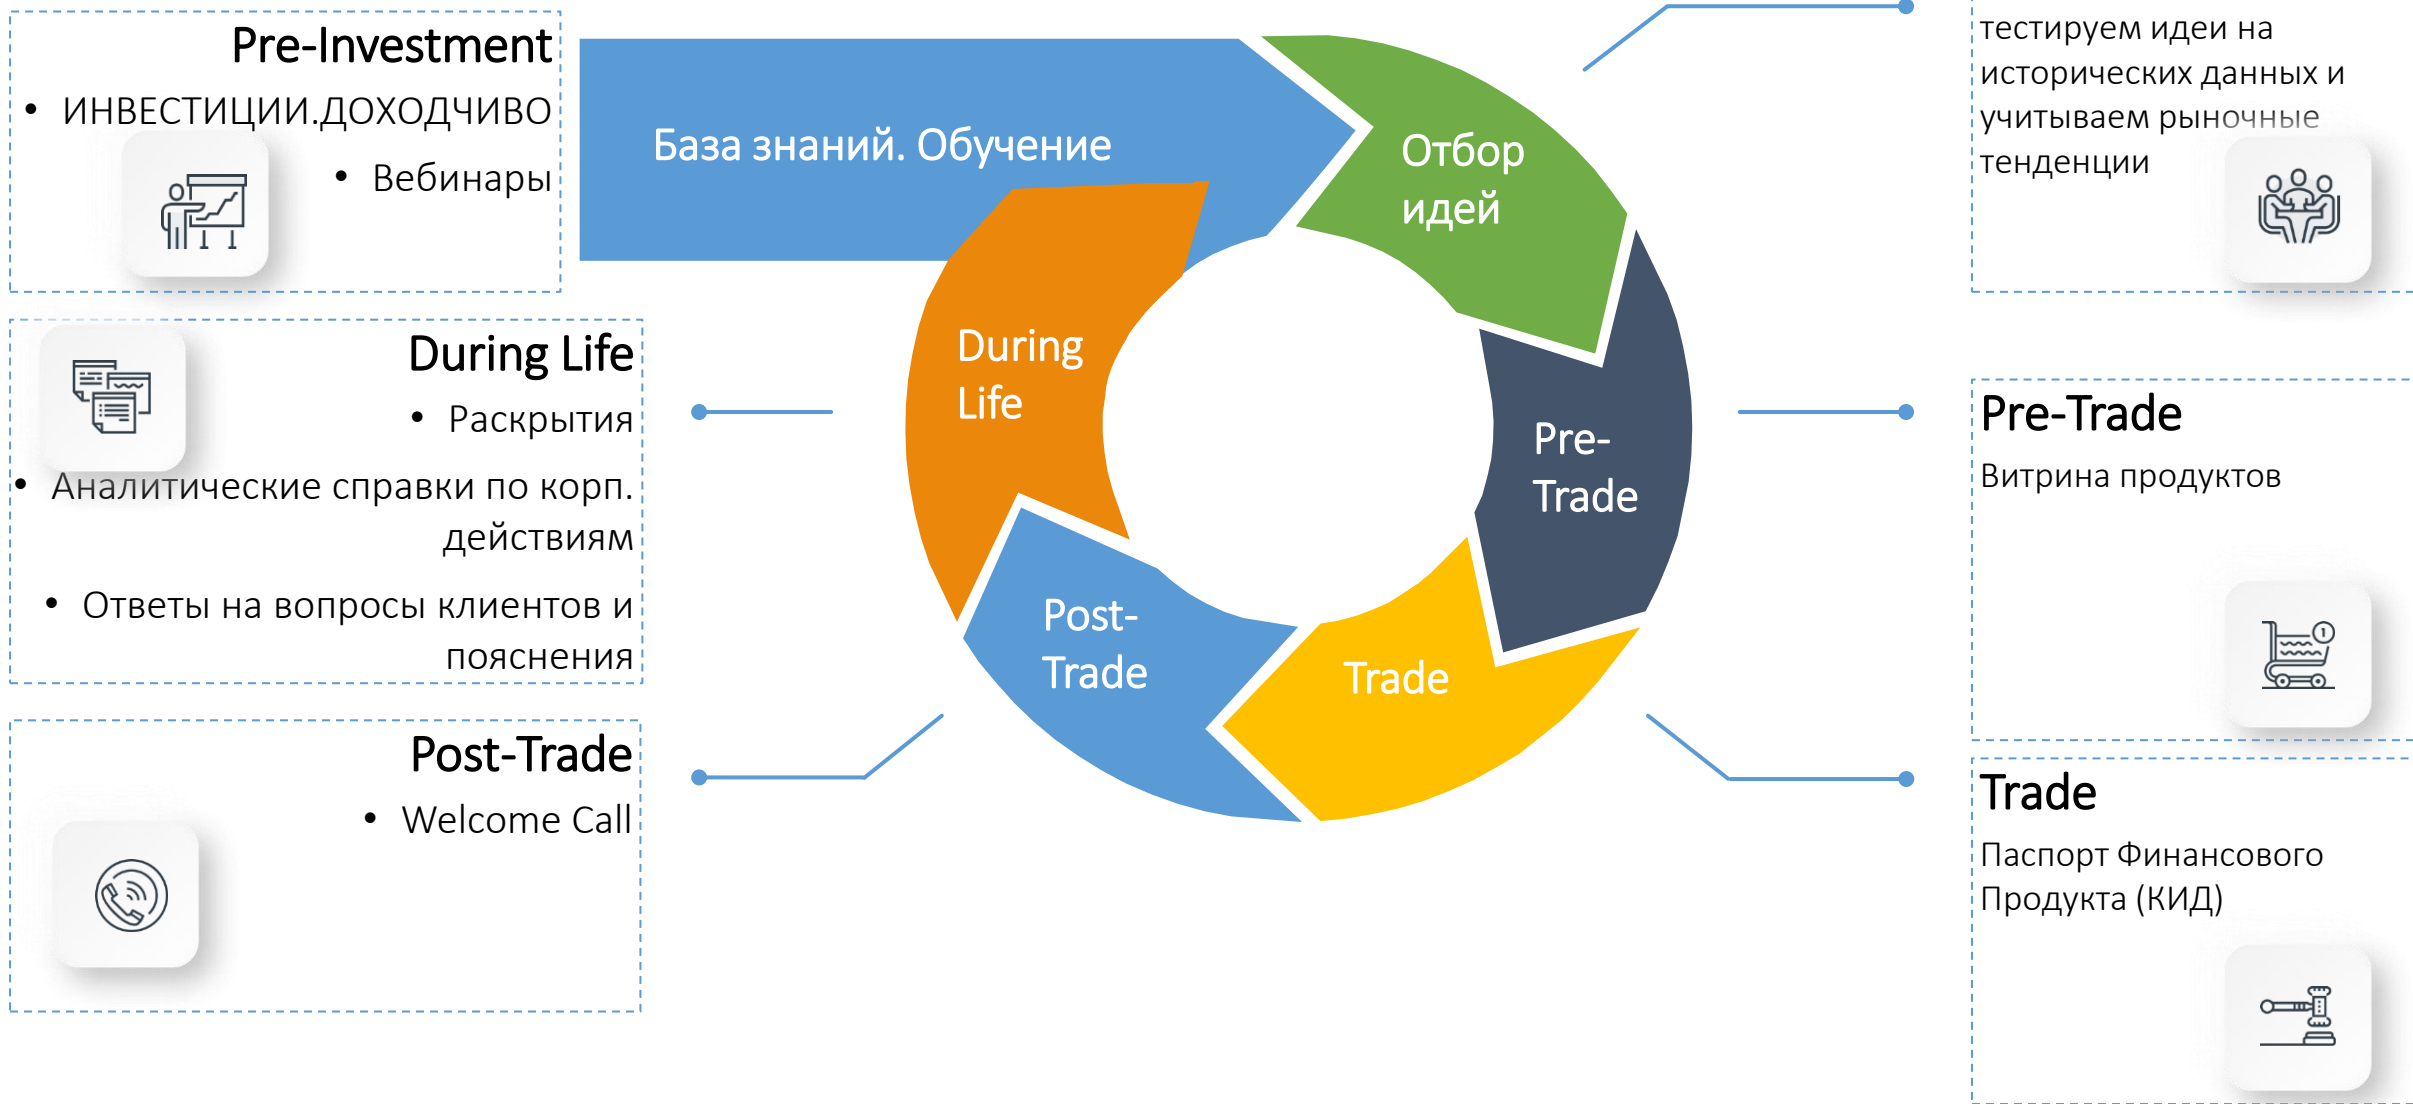 Pre-Investment
• ИНВЕСТИЦИИ.ДОХОДЧИВО
• Вебинары
База знаний. Обучение
Отбор
идей
тестируем идеи на
исторических данных и
учитываем рыночные
тенденции
During Life
• Раскрытия
• Аналитические справки по корп.
действиям
• Ответы на вопросы клиентов и
пояснения
During
Life
Pre-
Trade
Pre-Trade
Витрина продуктов
1
Post-
Trade
Trade
Post-Trade
• Welcome Call
Trade
Паспорт Финансового
Продукта (КИД)